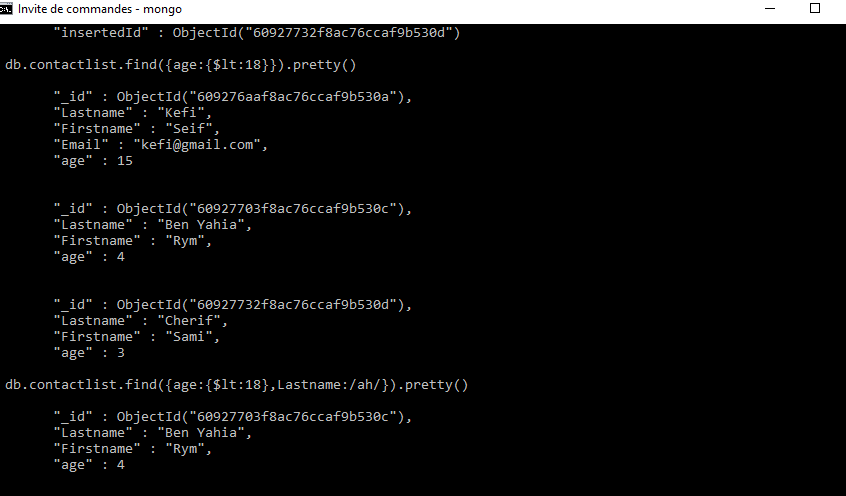 Invite de commandes - mongo
"insertedId" : ObjectId("60927732f8ac76ccaf9b530d")
db.contactlist.find({age:{$lt:18}}).pretty()
"_id" : ObjectId("609276aaf8ac76ccaf9b530a"),
"Lastname" : "Kefi",
"Firstname" : "Seif",
"Email" : "kefi@gmail.com",
"age" : 15
"_id" : ObjectId("60927703f8ac76ccaf9b530c"),
"Lastname" : "Ben Yahia",
"Firstname" : "Rym",
"age" : 4
"_id" : ObjectId("60927732f8ac76ccaf9b530d"),
"Lastname" : "Cherif",
"Firstname" : "Sami",
"age" : 3
db.contactlist.find({age:{$lt:18},Lastname:/ah/}).pretty()
"_id" : ObjectId("60927703f8ac76ccaf9b530c"),
"Lastname" : "Ben Yahia",
"Firstname" : "Rym",
"age" : 4